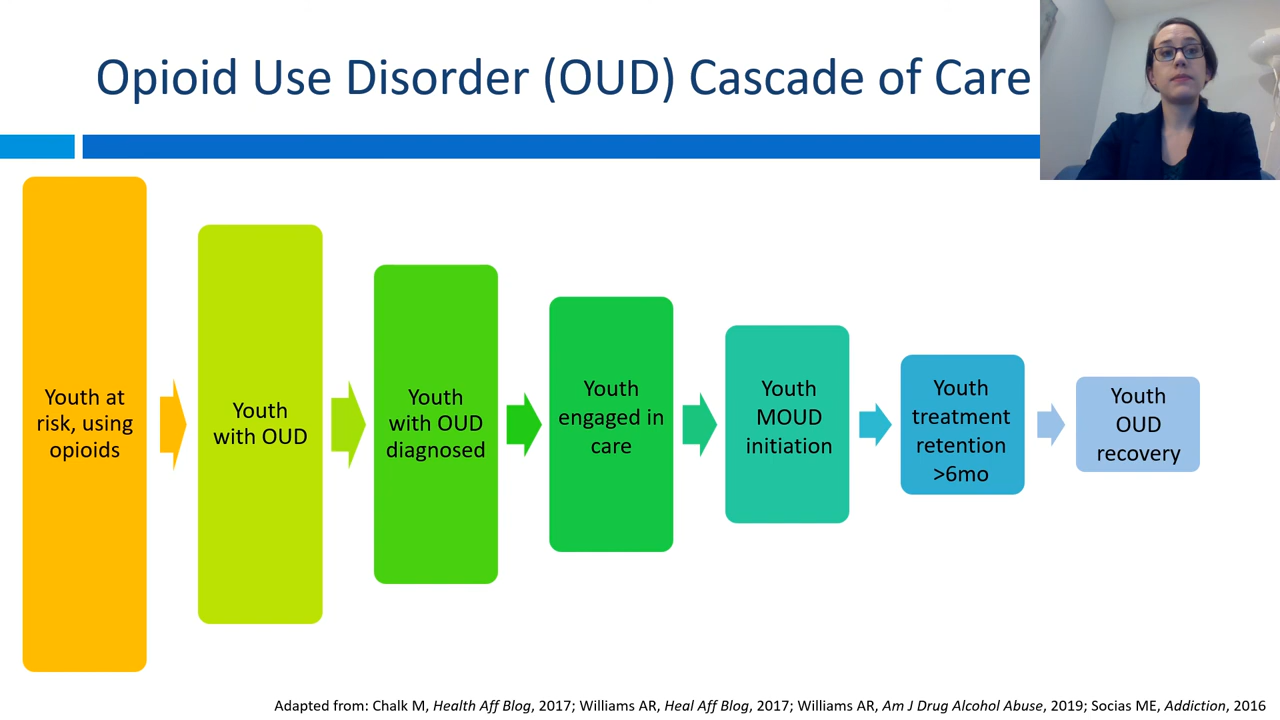 Opioid Use Disorder (OUD) Cascade of Care
Youth at
risk, using
opioids
Youth
with OUD
Youth
with OUD
diagnosed
Youth
engaged in
care
Youth
MOUD
initiation
Youth
treatment
retention
>6mo
Youth
OUD
recovery
Adapted from: Chalk M, Health Aff Blog, 2017; Williams AR, Heal Aff Blog, 2017; Williams AR, Am J Drug Alcohol Abuse, 2019; Socias ME, Addiction, 2016